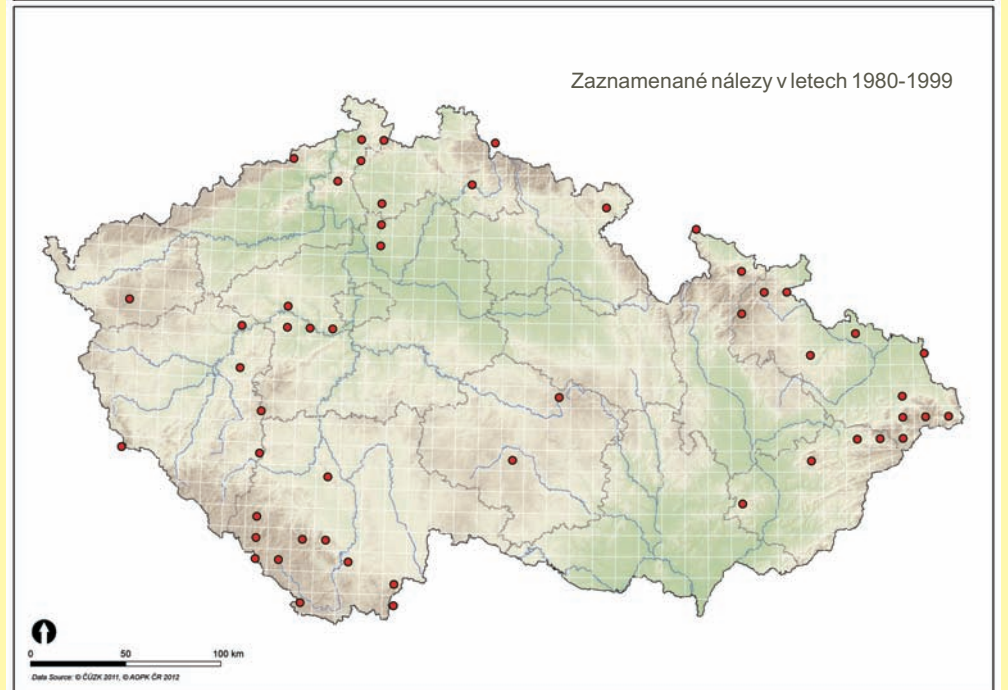 Zaznamenané nálezy v letech 1980-1999
0 50 100 km
Data Source: © ČÚZK 2011, © AOPK ČR 2012